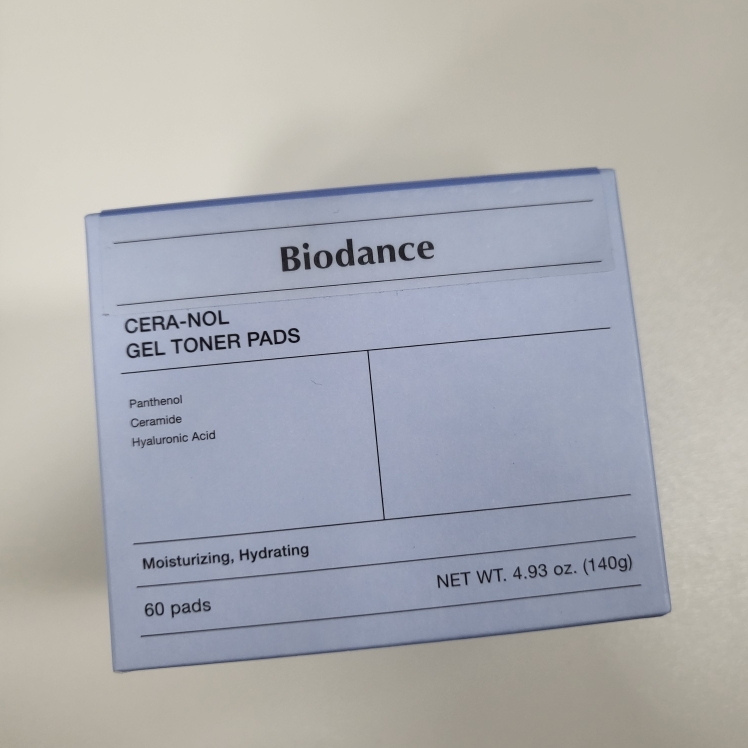 Biodance
CERA-NOL
GEL TONER PADS
Panthenol
Ceramide
Hyaluronic Acid
Moisturizing, Hydrating
60 pads
NET WT. 4.93 oz. (140g)